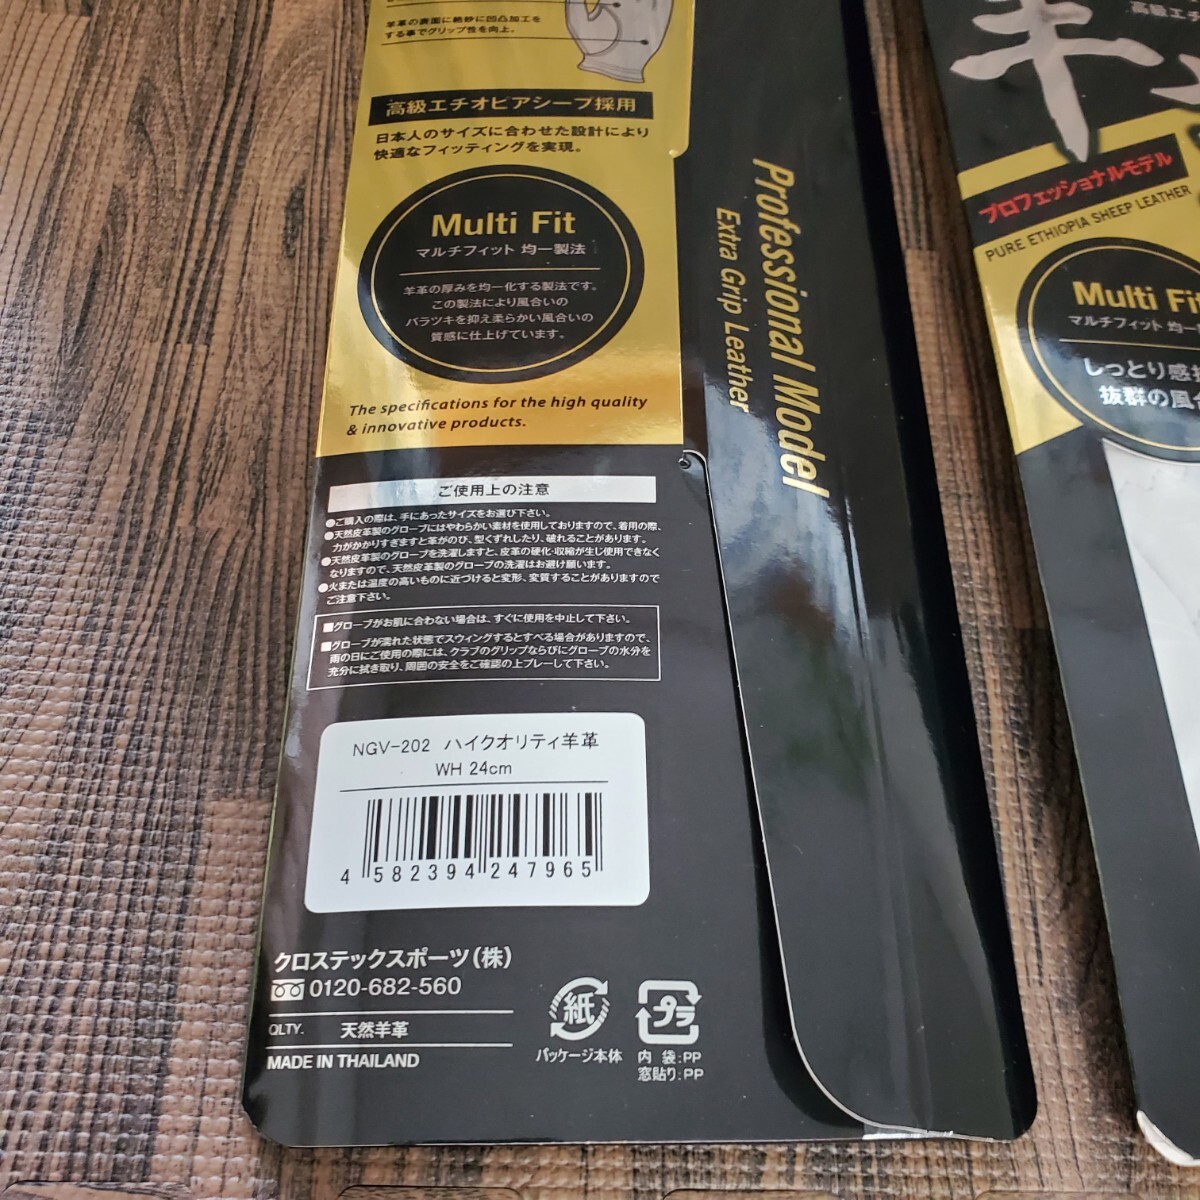 羊革の表面に絶妙に凹凸加工を
する事でグリップ性を向上。
高級エチオピアシープ採用
日本人のサイズに合わせた設計により
快適なフィッティングを実現。
Multi Fit
マルチフィット 均一製法
羊革の厚みを均一化する製法です。
この製法により風合いの
バラツキを抑え柔らかい風合いの
質感に仕上げています。
The specifications for the high quality
& innovative products.
ご使用上の注意
●ご購入の際は、手にあったサイズをお選び下さい。
●天然皮革製のグローブにはやわらかい素材を使用しておりますので、着用の際、
力がかかりすぎますと革がのび、型くずれしたり、破れることがあります。
●天然皮革製のグローブを洗濯しますと、皮革の硬化・収縮が生じ使用できなく
なりますので、天然皮革製のグローブの洗濯はお避け願います。
●火または温度の高いものに近づけると変形、変質することがありますので
ご注意下さい。
■グローブがお肌に合わない場合は、すぐに使用を中止して下さい。
■グローブが濡れた状態でスウィングするとすべる場合がありますので、
雨の日にご使用の際には、クラブのグリップならびにグローブの水分を
充分に拭き取り、周囲の安全をご確認の上プレーして下さい。
NGV-202 ハイクオリティ羊革
WH 24cm
4 582394 247965
クロステックスポーツ(株)
0120-682-560
QLTY. 天然羊革
MADE IN THAILAND
紙
パッケージ本体
プラ
内 袋:PP
窓貼り:PP
Professional Model
Extra Grip Leather
高級エチ
羊
プロフェッショナルモデル
PURE ETHIOPIA SHEEP LEATHER
Multi Fi
マルチフィット 均一
しっとり感
抜群の風合